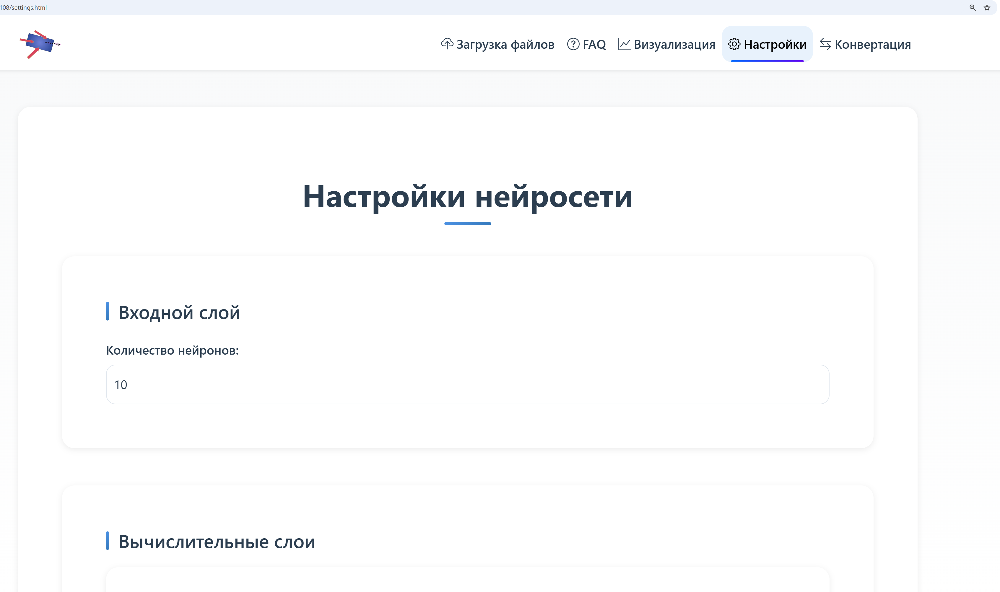 108/settings.html
Загрузка файлов FAQ Визуализация Настройки Конвертация
Настройки нейросети
Входной слой
Количество нейронов:
10
Вычислительные слои